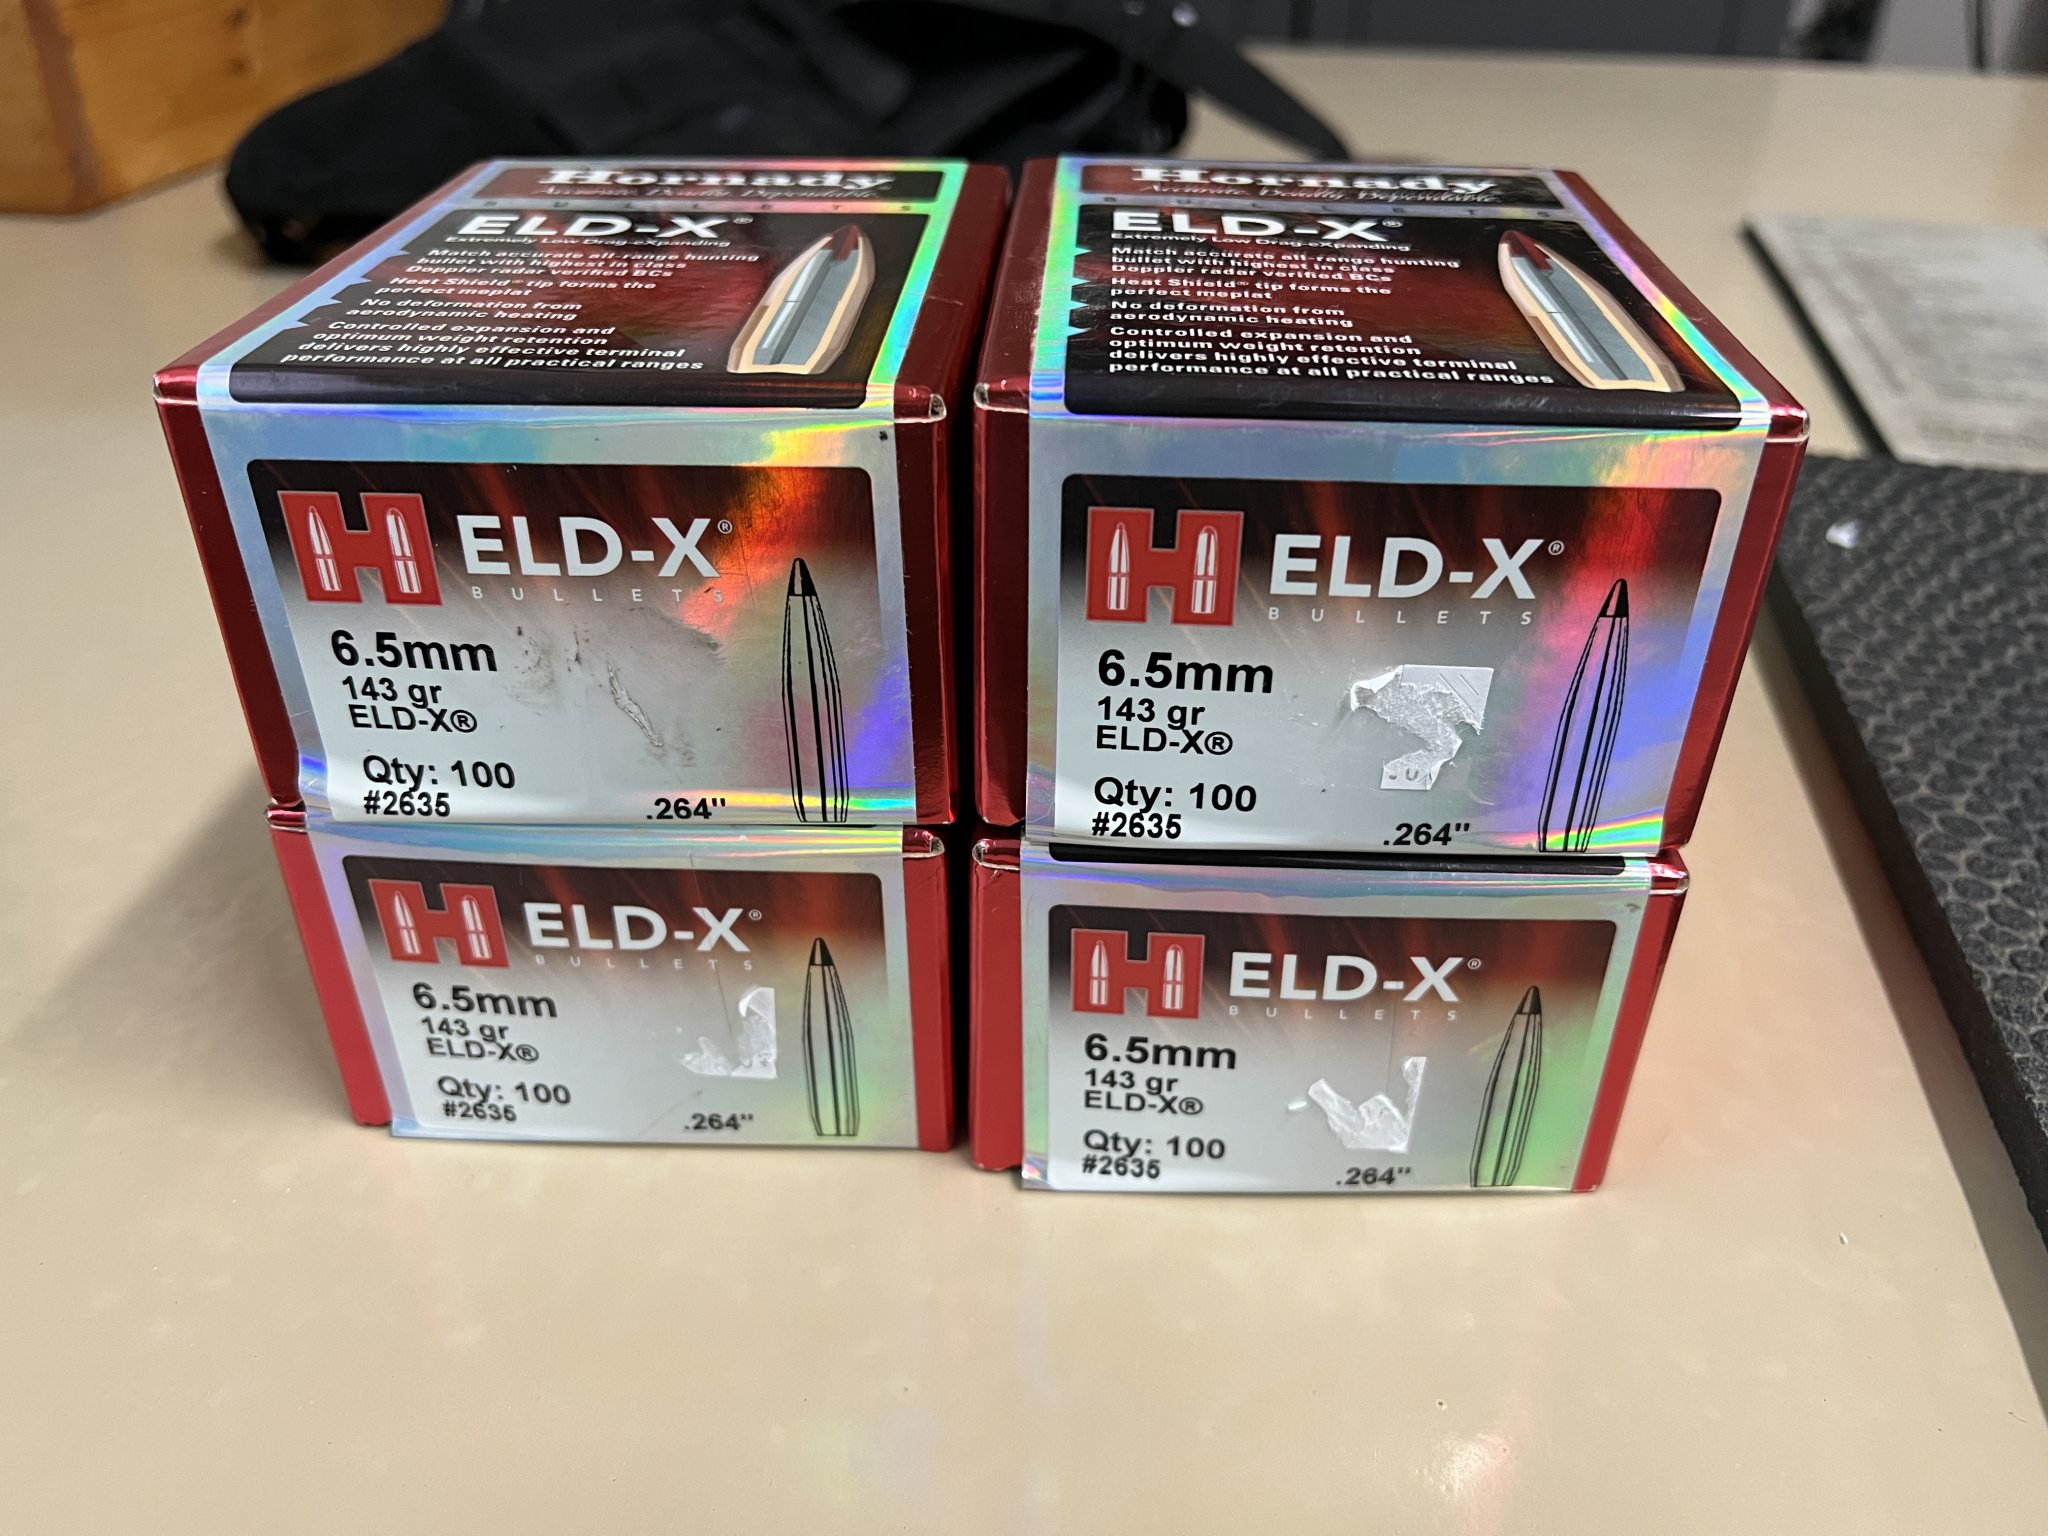 Hornady
Accurate. Deadly. Dependable.
BULLETS
ELD-X®
Extremely Low Drag-eXpanding
Match accurate all-range hunting
bullet with highest in class
Doppler radar verified BCs
Heat Shield® tip forms the
perfect meplat
No deformation from
aerodynamic heating
Controlled expansion and
optimum weight retention
delivers highly effective terminal
performance at all practical ranges
H ELD-X®
BULLETS
6.5mm
143 gr
ELD-X®
Qty: 100
#2635
.264"
Hornady
Accurate. Deadly. Dependable.
BULLETS
ELD-X®
Extremely Low Drag-eXpanding
Match accurate all-range hunting
bullet with highest in class
Doppler radar verified BCs
Heat Shield® tip forms the
perfect meplat
No deformation from
aerodynamic heating
Controlled expansion and
optimum weight retention
delivers highly effective terminal
performance at all practical ranges
H ELD-X®
BULLETS
6.5mm
143 gr
ELD-X®
Qty: 100
#2635
.264"
H ELD-X®
BULLETS
6.5mm
143 gr
ELD-X®
Qty: 100
#2635
.264"
H ELD-X®
BULLETS
6.5mm
143 gr
ELD-X®
Qty: 100
#2635
.264"